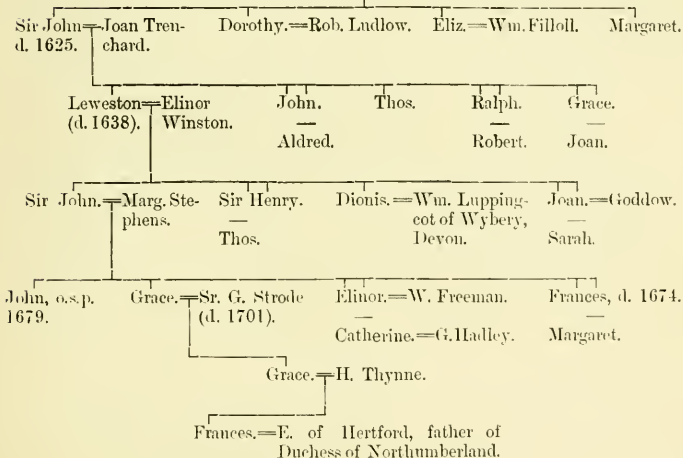 Sir John = Joan Tren- Dorothy. = Rob. Ludlow. Eliz = Wm. Filloll. Margaret.
d. 1625. chard.
Leweston = Elinor John. Thos. Ralph. Grace.
(d. 1638). Winston. — — —
Aldred. Robert. Joan.
Sir John. = Marg. Ste- Sir Henry. Dionis. = Wm. Lupping- Joan. = Goddow.
phens. — cot of Wybery, —
Thos. Devon. Sarah.
John, o.s.p. Grace. = Sr. G. Strode Elinor. = W. Freeman. Frances, d. 1674.
1679. (d. 1701). — —
Catherine. = G. Hadley. Margaret.
Grace. = H. Thynne.
Frances. = E. of Hertford, father of
Duchess of Northumberland.